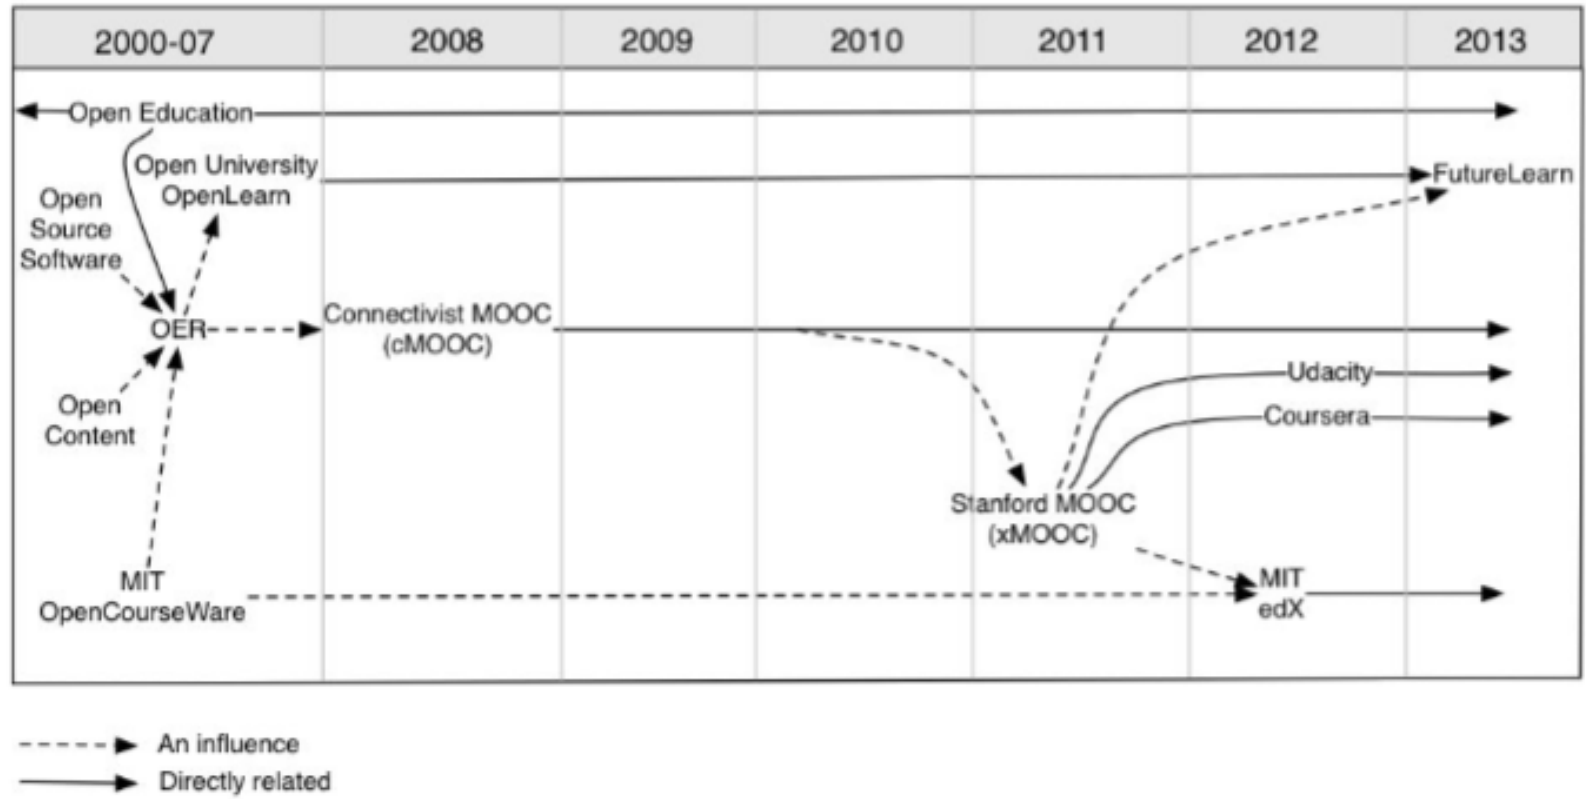 2000-07 2008 2009 2010 2011 2012 2013
Open Education
Open University
OpenLearn
FutureLearn
Open
Source
Software
OER
Connectivist MOOC
(cMOOC)
Udacity
Coursera
Open
Content
Stanford MOOC
(xMOOC)
MIT
OpenCourseWare
MIT
edX
An influence
Directly related